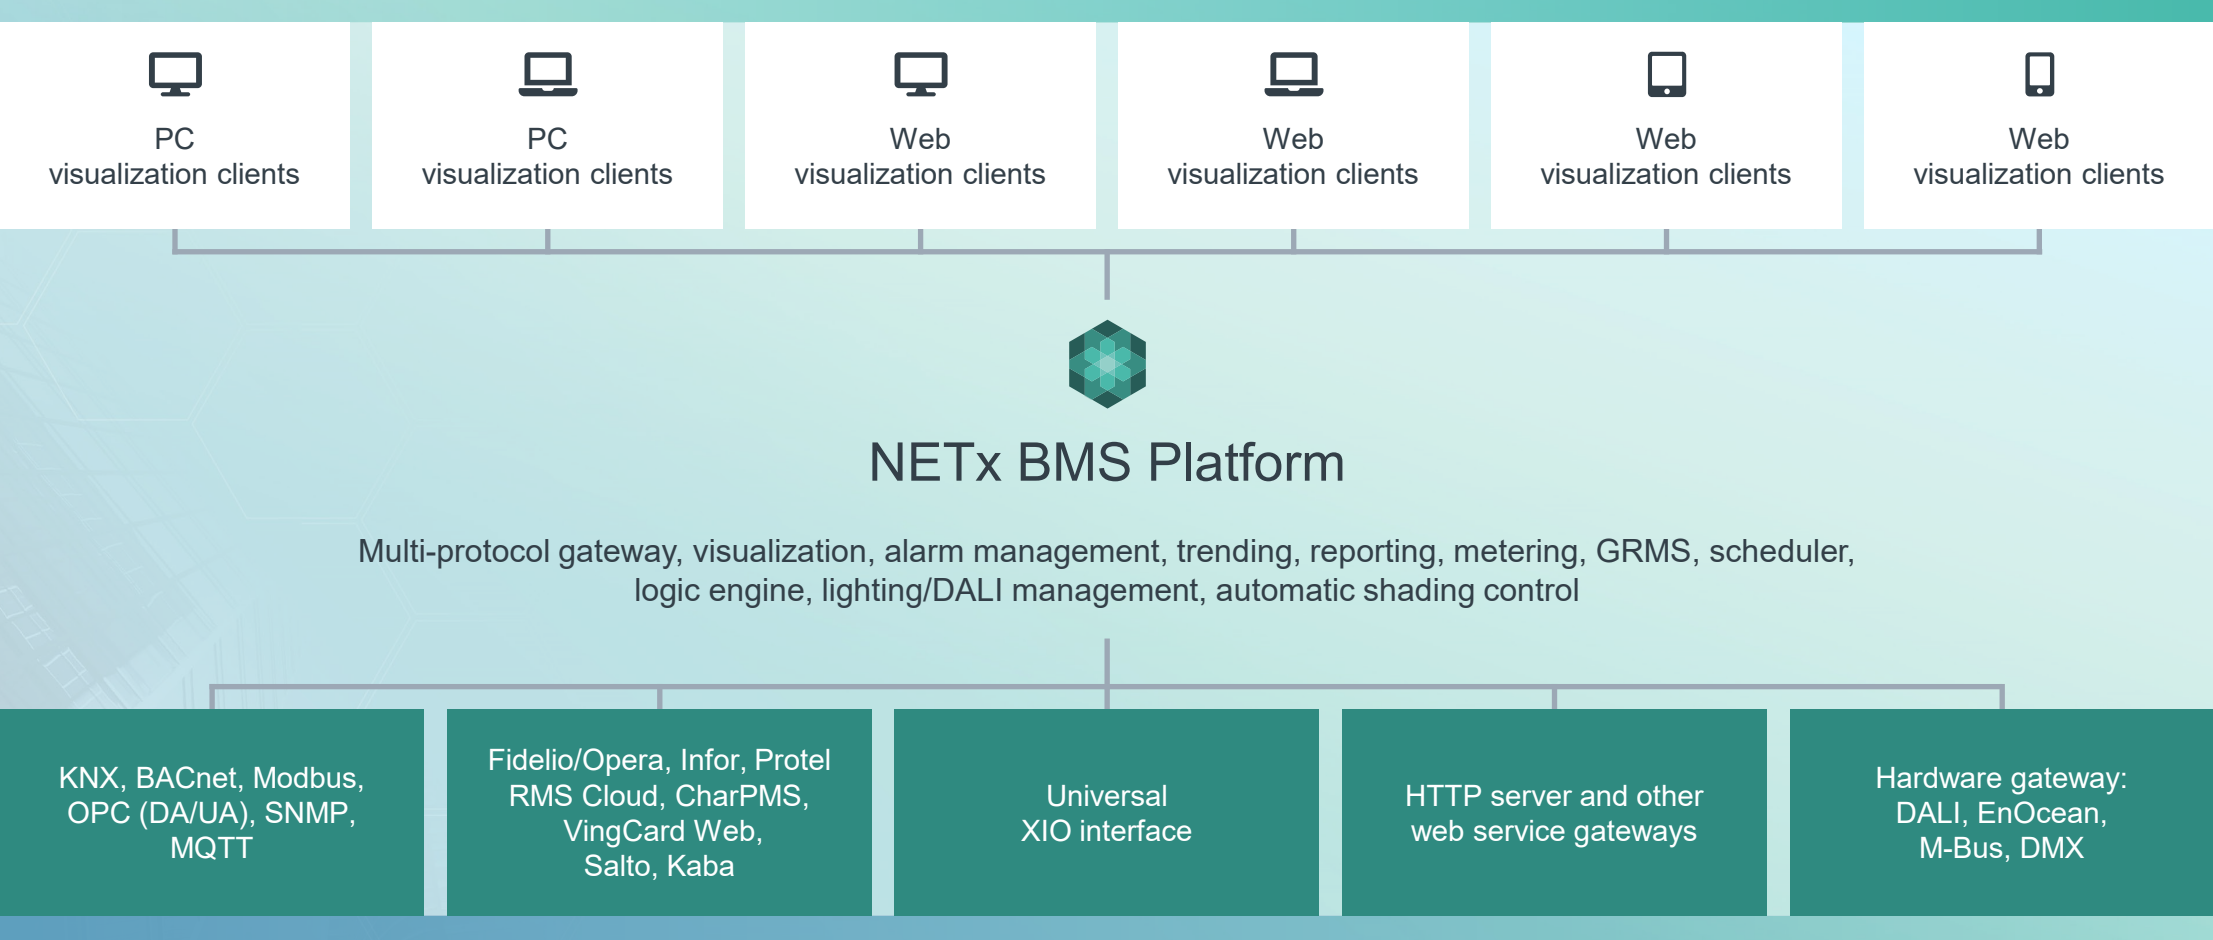 PC
visualization clients
PC
visualization clients
Web
visualization clients
Web
visualization clients
Web
visualization clients
Web
visualization clients
NETx BMS Platform
Multi-protocol gateway, visualization, alarm management, trending, reporting, metering, GRMS, scheduler,
logic engine, lighting/DALI management, automatic shading control
KNX, BACnet, Modbus,
OPC (DA/UA), SNMP,
MQTT
Fidelio/Opera, Infor, Protel
RMS Cloud, CharPMS,
VingCard Web,
Salto, Kaba
Universal
XIO interface
HTTP server and other
web service gateways
Hardware gateway:
DALI, EnOcean,
M-Bus, DMX